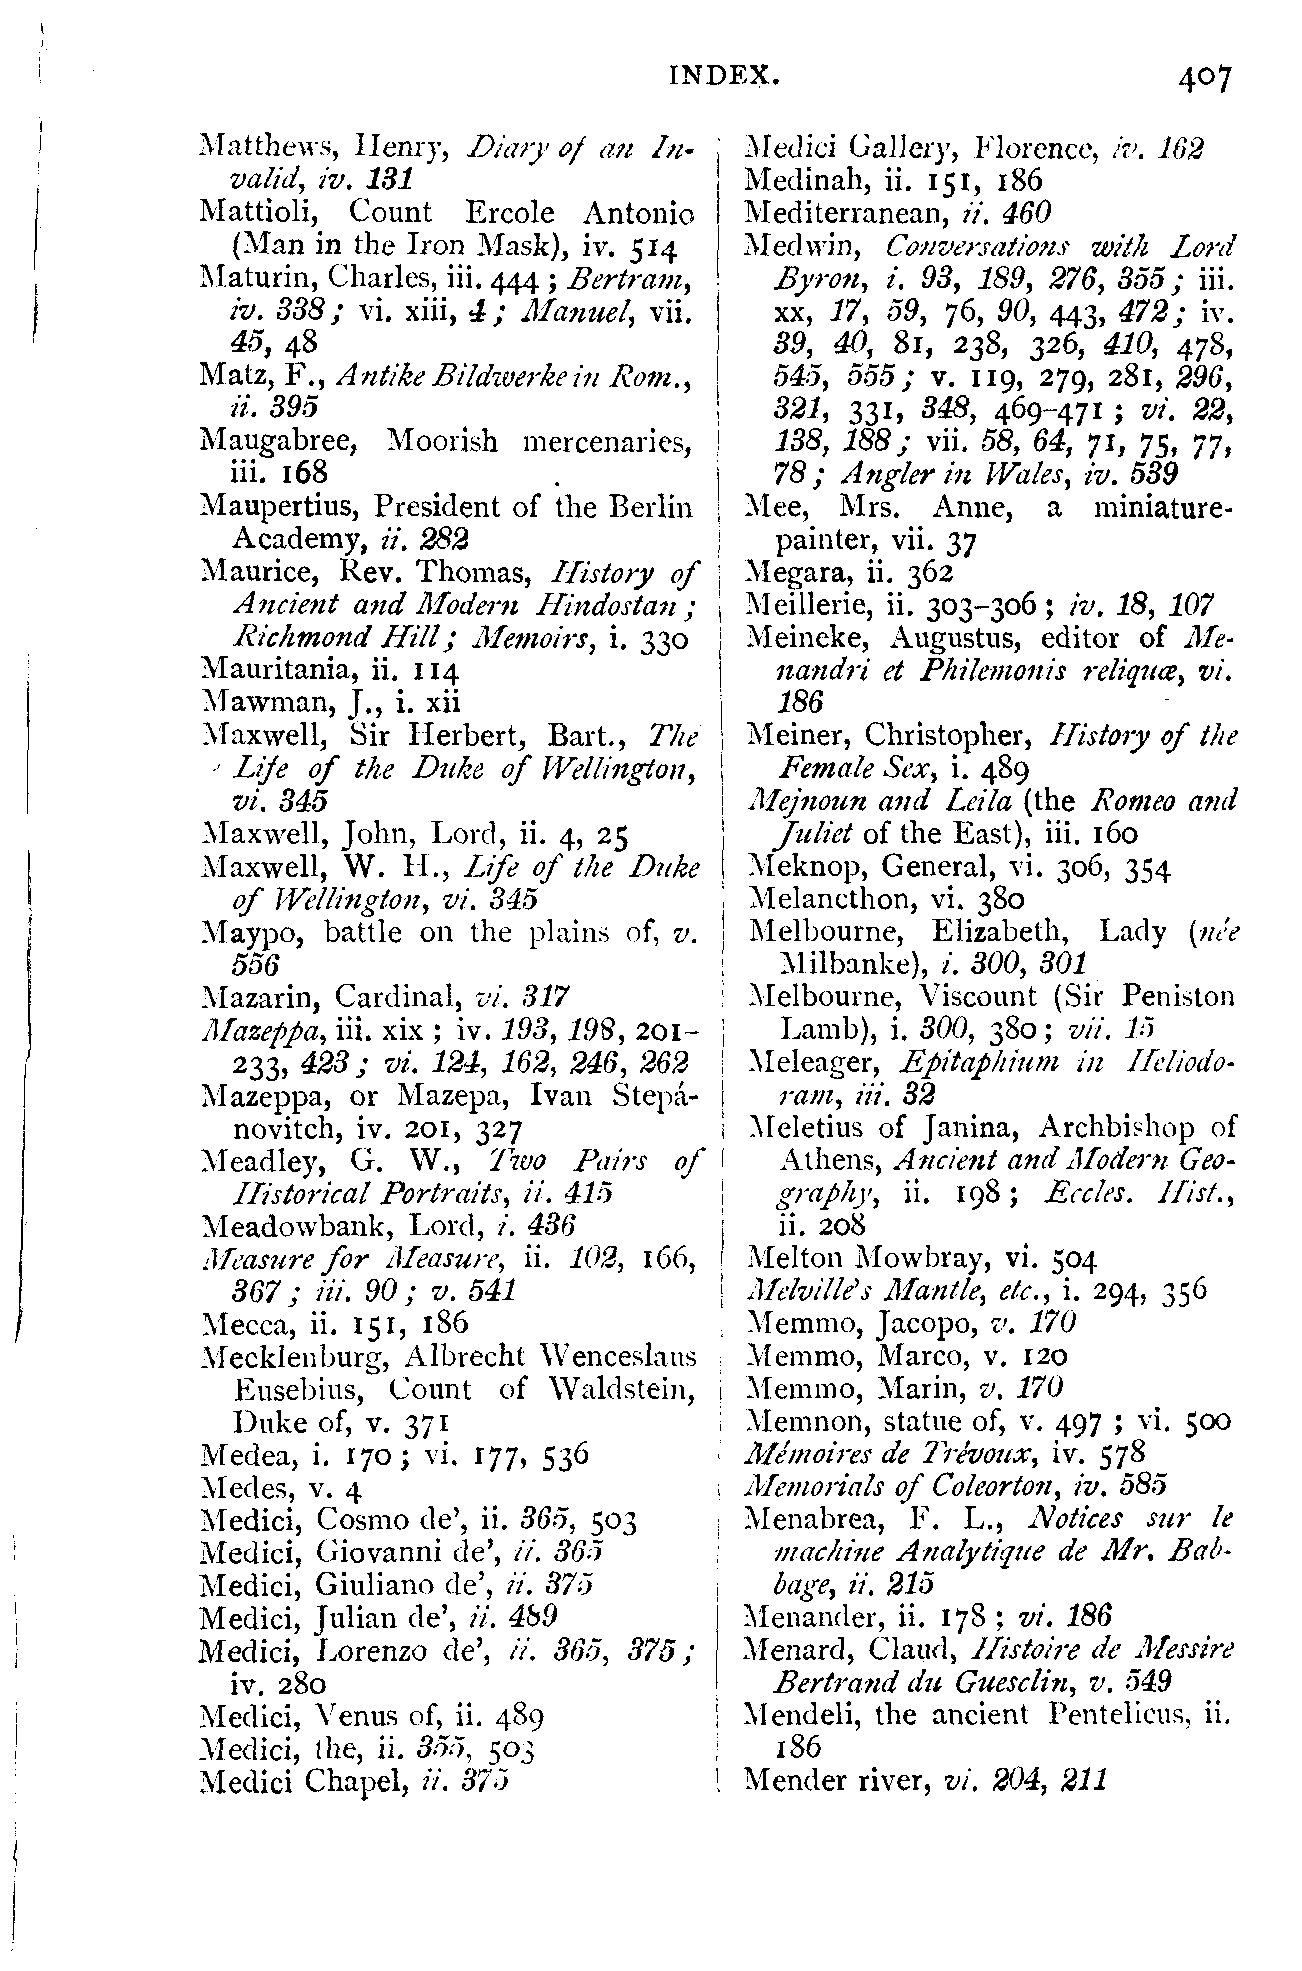 INDEX. 407
Matthews, Henry, Diary of an In-
valid, iv. 131
Mattioli, Count Ercole Antonio
(Man in the Iron Mask), iv. 514
Maturin, Charles, iii. 444 ; Bertram,
iv. 338 ; vi. xiii, 4 ; Manuel, vii.
45, 48
Matz, F., Antike Bildwerke in Rom.,
ii. 395
Maugabree, Moorish mercenaries,
iii. 168
Maupertius, President of the Berlin
Academy, ii. 282
Maurice, Rev. Thomas, History of
Ancient and Modern Hindostan ;
Richmond Hill ; Memoirs, i. 330
Mauritania, ii. 114
Mawman, J., i. xii
Maxwell, Sir Herbert, Bart., The
Life of the Duke of Wellington,
vi. 345
Maxwell, John, Lord, ii. 4, 25
Maxwell, W. H., Life of the Duke
of Wellington, vi. 345
Maypo, battle on the plains of, v.
556
Mazarin, Cardinal, vi. 317
Mazeppa, iii. xix ; iv. 193, 198, 201–
233, 423 ; vi. 124, 162, 246, 262
Mazeppa, or Mazepa, Ivan Stepá-
novitch, iv. 201, 327
Meadley, G. W., Two Pairs of
Historical Portraits, ii. 415
Meadowbank, Lord, i. 436
Measure for Measure, ii. 102, 166,
367 ; iii. 90 ; v. 541
Mecca, ii. 151, 186
Mecklenburg, Albrecht Wenceslaus
Eusebius, Count of Waldstein,
Duke of, v. 371
Medea, i. 170 ; vi. 177, 536
Medes, v. 4
Medici, Cosmo de', ii. 365, 503
Medici, Giovanni de', ii. 365
Medici, Giuliano de', ii. 375
Medici, Julian de', ii. 489
Medici, Lorenzo de', ii. 365, 375 ;
iv. 280
Medici, Venus of, ii. 489
Medici, the, ii. 355, 503
Medici Chapel, ii. 375
Medici Gallery, Florence, iv. 162
Medinah, ii. 151, 186
Mediterranean, ii. 460
Medwin, Conversations with Lord
Byron, i. 93, 189, 276, 355 ; iii.
xx, 17, 59, 76, 90, 443, 472 ; iv.
39, 40, 81, 238, 326, 410, 478,
545, 555 ; v. 119, 279, 281, 296,
321, 331, 348, 469–471 ; vi. 22,
138, 188 ; vii. 58, 64, 71, 75, 77,
78 ; Angler in Wales, iv. 539
Mee, Mrs. Anne, a miniature-
painter, vii. 37
Megara, ii. 362
Meillerie, ii. 303–306 ; iv. 18, 107
Meineke, Augustus, editor of Me-
nandri et Philemonis reliquæ, vi.
186
Meiner, Christopher, History of the
Female Sex, i. 489
Mejnoun and Leila (the Romeo and
Juliet of the East), iii. 160
Meknop, General, vi. 306, 354
Melancthon, vi. 380
Melbourne, Elizabeth, Lady (née
Milbanke), i. 300, 301
Melbourne, Viscount (Sir Peniston
Lamb), i. 300, 380 ; vii. 15
Meleager, Epitaphium in Heliodo-
ram, iii. 32
Meletius of Janina, Archbishop of
Athens, Ancient and Modern Geo-
graphy, ii. 198 ; Eccles. Hist.,
ii. 208
Melton Mowbray, vi. 504
Melville's Mantle, etc., i. 294, 356
Memmo, Jacopo, v. 170
Memmo, Marco, v. 120
Memmo, Marin, v. 170
Memnon, statue of, v. 497 ; vi. 500
Mémoires de Trévoux, iv. 578
Memorials of Coleorton, iv. 585
Menabrea, F. L., Notices sur le
machine Analytique de Mr. Bab-
bage, ii. 215
Menander, ii. 178 ; vi. 186
Menard, Claud, Histoire de Messire
Bertrand du Guesclin, v. 549
Mendeli, the ancient Pentelicus, ii.
186
Mender river, vi. 204, 211